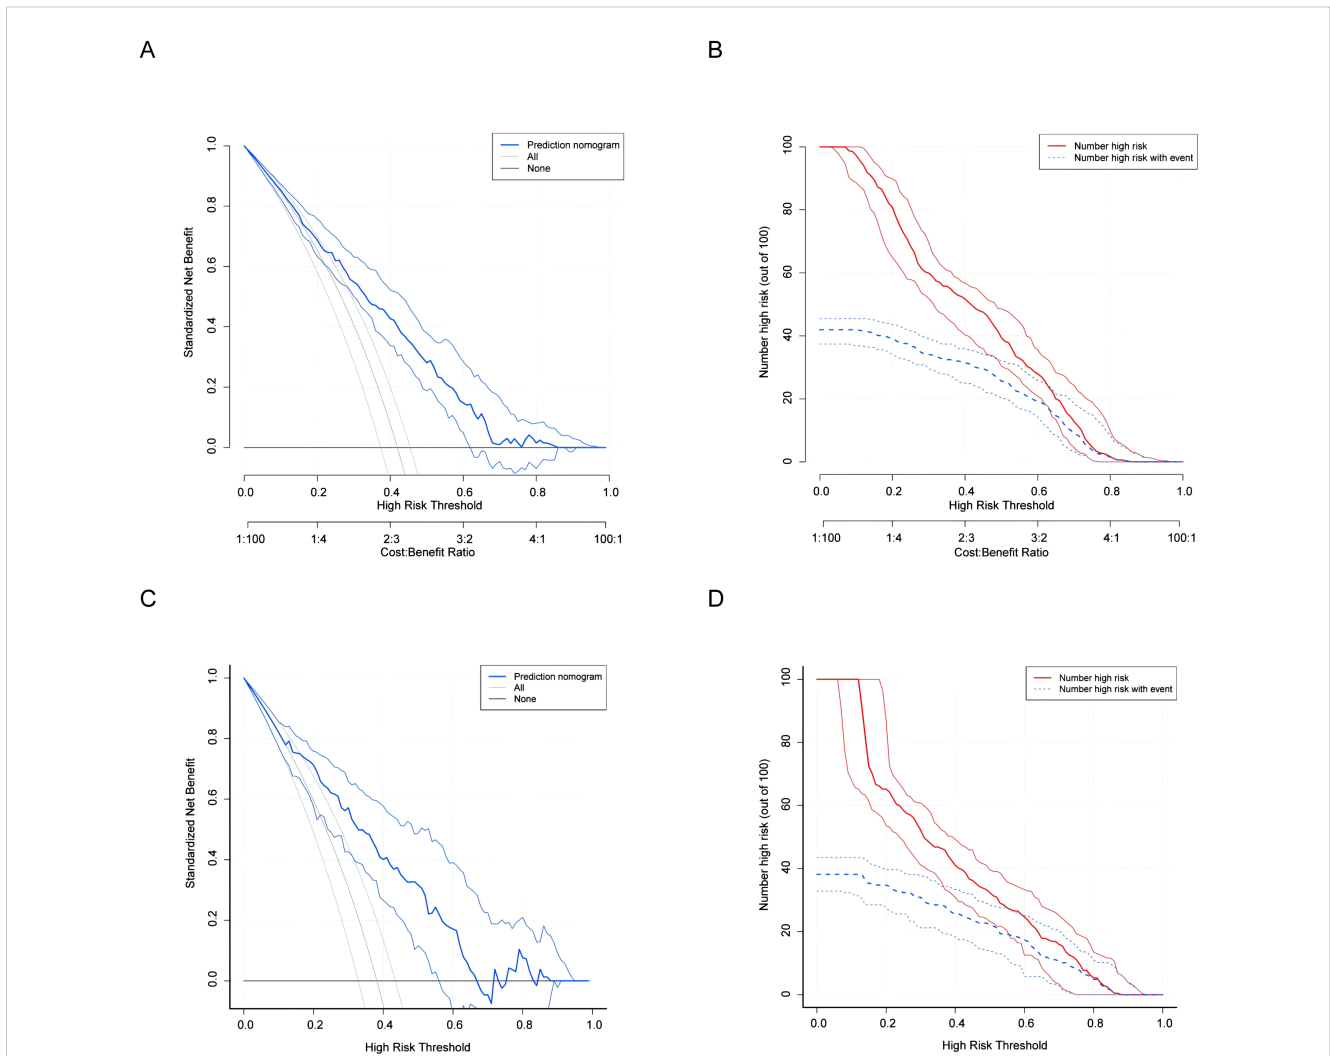 A
B
Prediction nomogram
All
None
Standardized Net Benefit
1.0
0.8
0.6
0.4
0.2
0.0
0.0 0.2 0.4 0.6 0.8 1.0
High Risk Threshold
1:100 1:4 2:3 3:2 4:1 100:1
Cost:Benefit Ratio
Number high risk
Number high risk with event
Number high risk (out of 100)
100
80
60
40
20
0
0.0 0.2 0.4 0.6 0.8 1.0
High Risk Threshold
1:100 1:4 2:3 3:2 4:1 100:1
Cost:Benefit Ratio
C
D
Prediction nomogram
All
None
Standardized Net Benefit
1.0
0.8
0.6
0.4
0.2
0.0
0.0 0.2 0.4 0.6 0.8 1.0
High Risk Threshold
Number high risk
Number high risk with event
Number high risk (out of 100)
100
80
60
40
20
0
0.0 0.2 0.4 0.6 0.8 1.0
High Risk Threshold